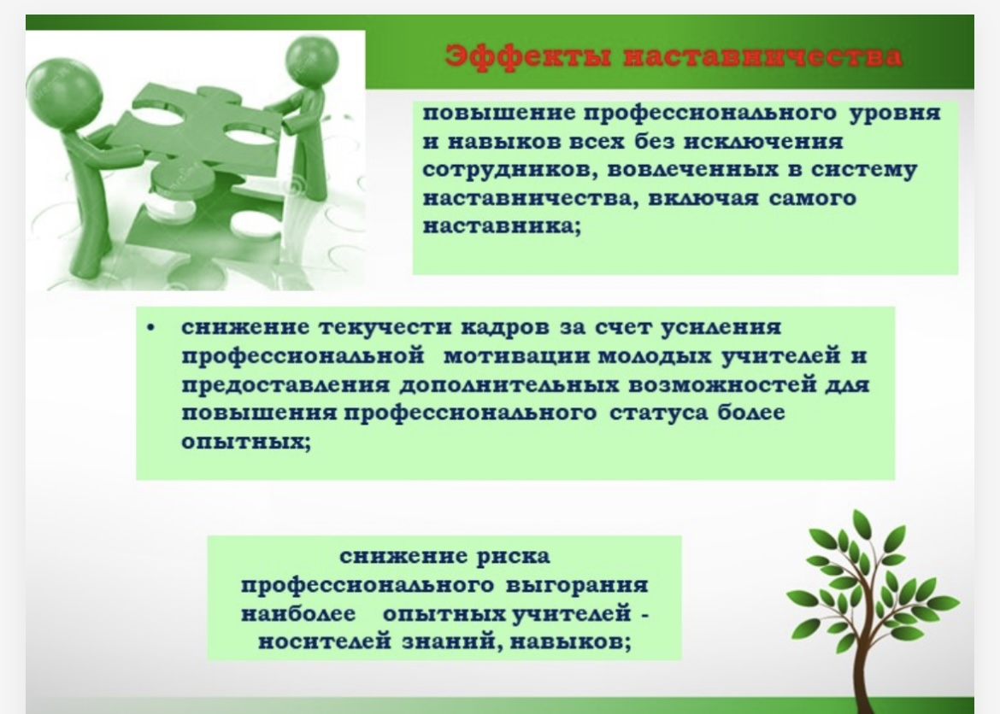 Эффекты наставничества
повышение профессионального уровня
и навыков всех без исключения
сотрудников, вовлеченных в систему
наставничества, включая самого
наставника;
• снижение текучести кадров за счет усиления
профессиональной мотивации молодых учителей и
предоставления дополнительных возможностей для
повышения профессионального статуса более
опытных;
снижение риска
профессионального выгорания
наиболее опытных учителей -
носителей знаний, навыков;